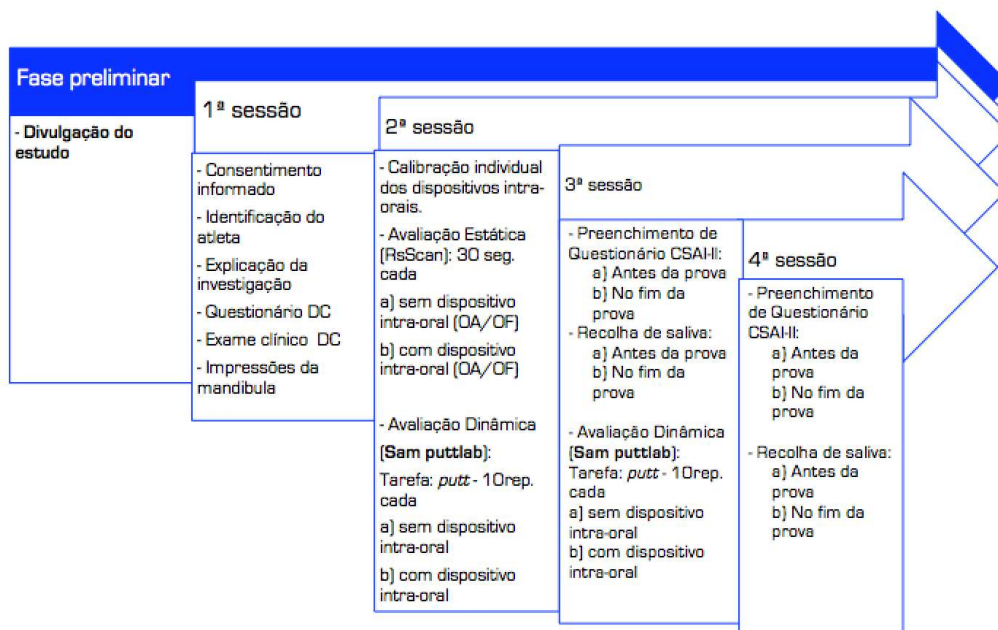 Fase preliminar
- Divulgação do
estudo
1ª sessão
- Consentimento
informado
- Identificação do
atleta
- Explicação da
investigação
- Questionário DC
- Exame clínico DC
- Impressões da
mandibula
2ª sessão
- Calibração individual
dos dispositivos intra-
orais.
- Avaliação Estática
(RsScan): 30 seg.
cada
a) sem dispositivo
intra-oral (OA/OF)
b) com dispositivo
intra-oral (OA/OF)
- Avaliação Dinâmica
(Sam puttlab):
Tarefa: putt - 10rep.
cada
a) sem dispositivo
intra-oral
b) com dispositivo
intra-oral
3ª sessão
- Preenchimento de
Questionário CSAI-II:
a) Antes da prova
b) No fim da
prova
- Recolha de saliva:
a) Antes da prova
b) No fim da
prova
- Avaliação Dinâmica
(Sam puttlab):
Tarefa: putt - 10rep.
cada
a) sem dispositivo
intra-oral
b) com dispositivo
intra-oral
4ª sessão
- Preenchimento
de Questionário
CSAI-II:
a) Antes da
prova
b) No fim da
prova
- Recolha de saliva:
a) Antes da
prova
b) No fim da
prova